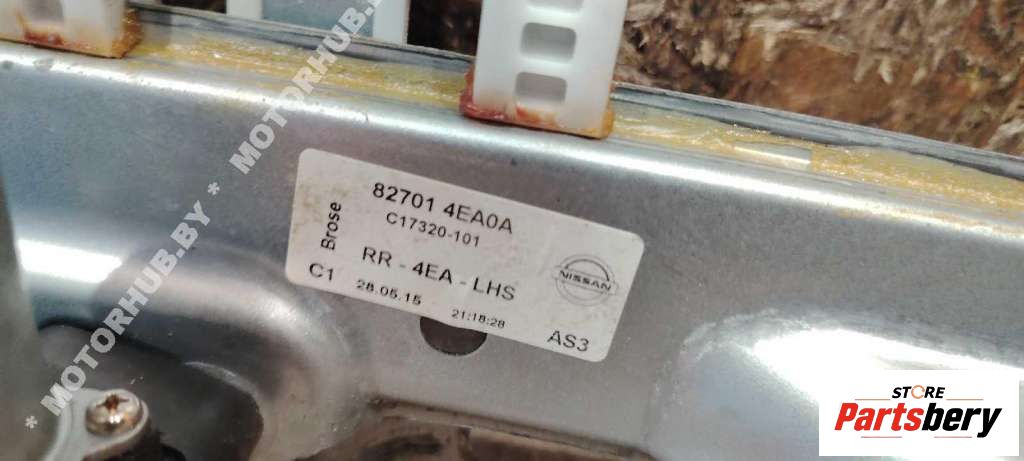 82701 4EA0A
C17320-101
Brose
RR - 4EA - LHS
NISSAN
C1 28.05.15 21:18:28 AS3
* MOTORHUB.BY * MOTORHUB.BY
STORE
Partsbery